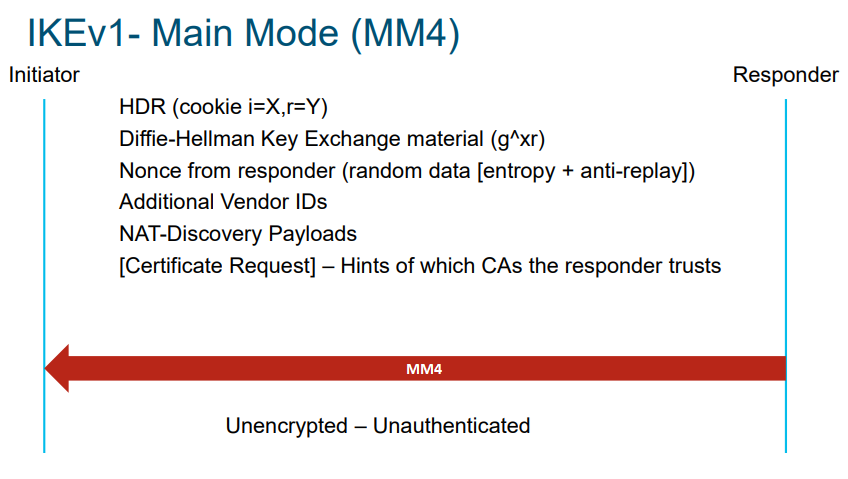 IKEv1- Main Mode (MM4)
Initiator
Responder
HDR (cookie i=X,r=Y)
Diffie-Hellman Key Exchange material (g^xr)
Nonce from responder (random data [entropy + anti-replay])
Additional Vendor IDs
NAT-Discovery Payloads
[Certificate Request] – Hints of which CAs the responder trusts
MM4
Unencrypted – Unauthenticated